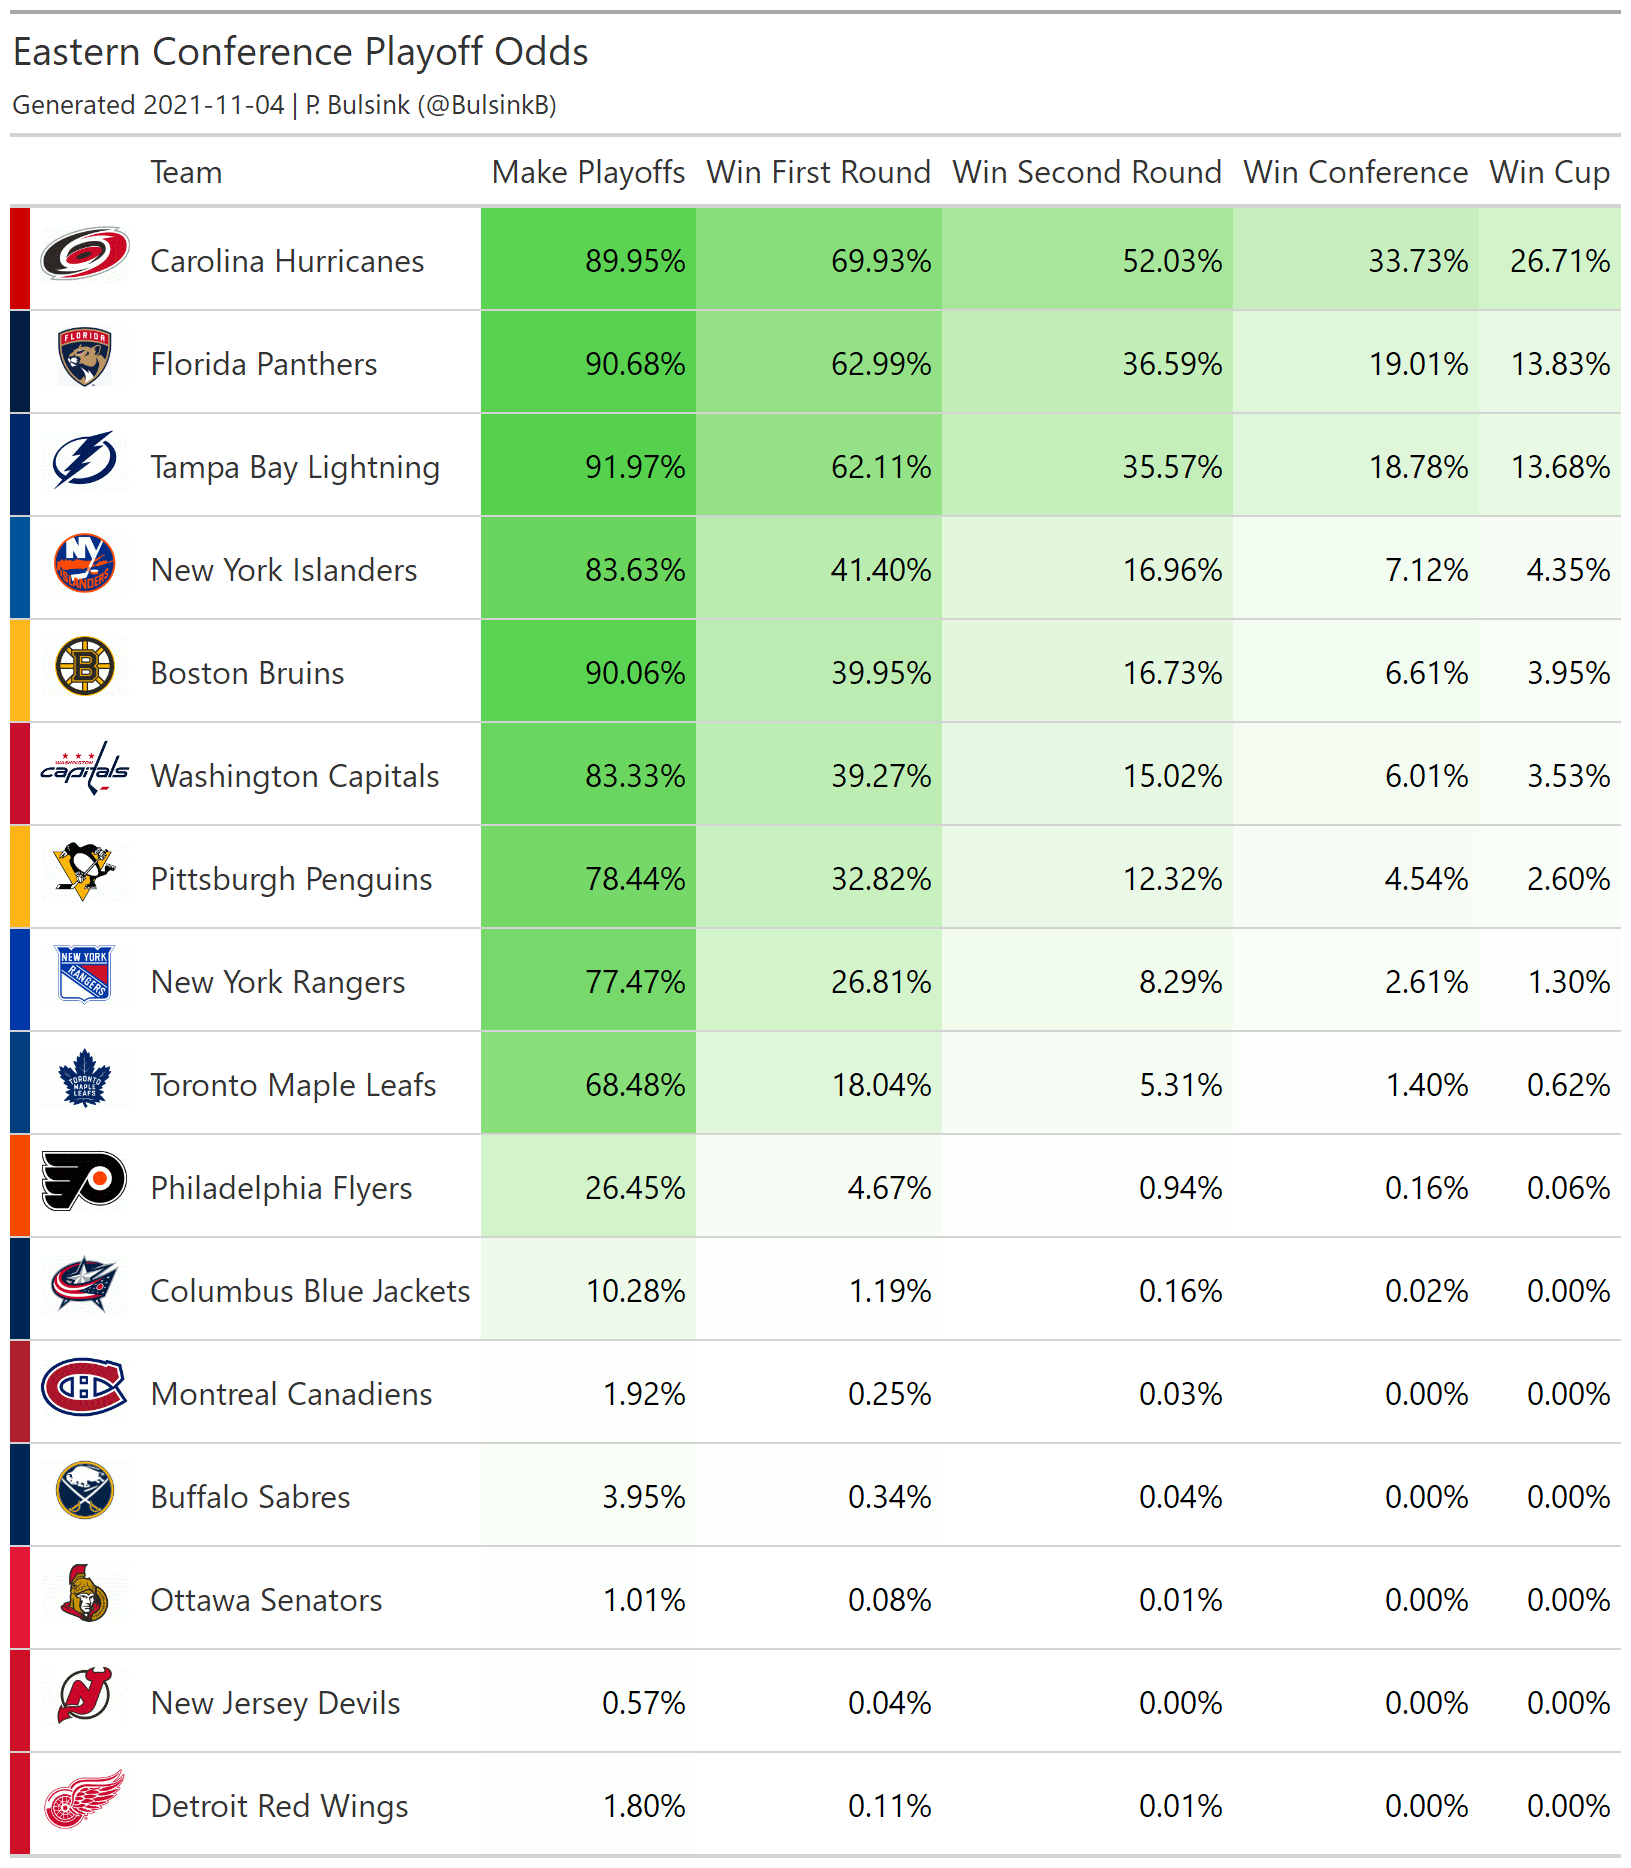 Eastern Conference Playoff Odds
Generated 2021-11-04 | P. Bulsink (@BulsinkB)
Team Make Playoffs Win First Round Win Second Round Win Conference Win Cup
Carolina Hurricanes 89.95% 69.93% 52.03% 33.73% 26.71%
FLORIDA
Florida Panthers 90.68% 62.99% 36.59% 19.01% 13.83%
Tampa Bay Lightning 91.97% 62.11% 35.57% 18.78% 13.68%
NY ISLANDERS
New York Islanders 83.63% 41.40% 16.96% 7.12% 4.35%
B
Boston Bruins 90.06% 39.95% 16.73% 6.61% 3.95%
WASHINGTON
capitals
Washington Capitals 83.33% 39.27% 15.02% 6.01% 3.53%
Pittsburgh Penguins 78.44% 32.82% 12.32% 4.54% 2.60%
NEW YORK
RANGERS
New York Rangers 77.47% 26.81% 8.29% 2.61% 1.30%
TORONTO
MAPLE
LEAFS
Toronto Maple Leafs 68.48% 18.04% 5.31% 1.40% 0.62%
Philadelphia Flyers 26.45% 4.67% 0.94% 0.16% 0.06%
Columbus Blue Jackets 10.28% 1.19% 0.16% 0.02% 0.00%
Montreal Canadiens 1.92% 0.25% 0.03% 0.00% 0.00%
Buffalo Sabres 3.95% 0.34% 0.04% 0.00% 0.00%
Ottawa Senators 1.01% 0.08% 0.01% 0.00% 0.00%
New Jersey Devils 0.57% 0.04% 0.00% 0.00% 0.00%
Detroit Red Wings 1.80% 0.11% 0.01% 0.00% 0.00%